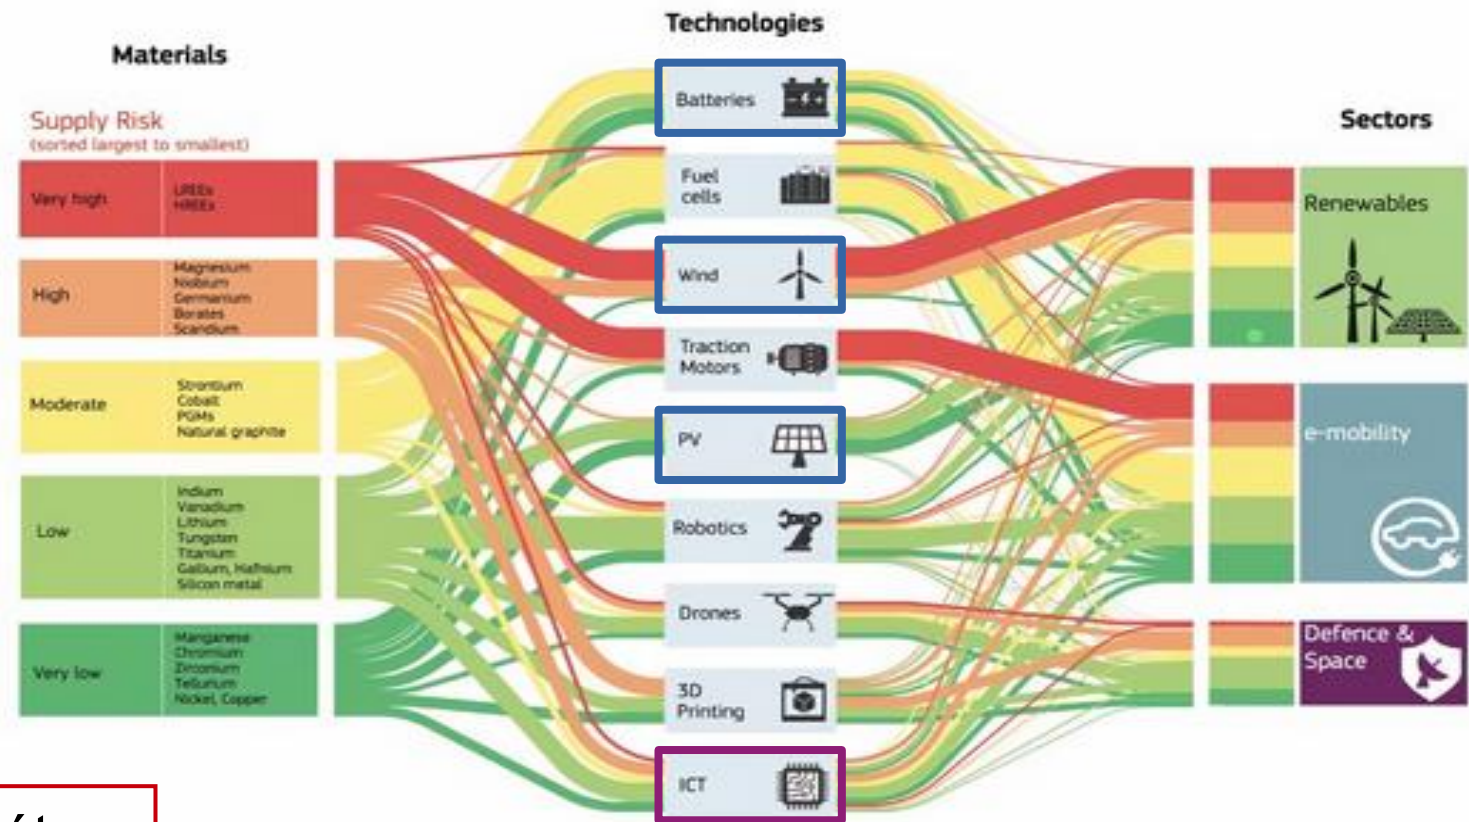 Technologies
Materials
Supply Risk
(sorted largest to smallest)
Very high
LREEs
HREEs
High
Magnesium
Niobium
Germanium
Borates
Scandium
Moderate
Strontium
Cobalt
PGMs
Natural graphite
Low
Indium
Vanadium
Lithium
Tungsten
Titanium
Gallium, Hafnium
Silicon metal
Very low
Manganese
Chromium
Zirconium
Tellurium
Nickel, Copper
Batteries
Fuel
cells
Wind
Traction
Motors
PV
Robotics
Drones
3D
Printing
ICT
Sectors
Renewables
e-mobility
Defence &
Space